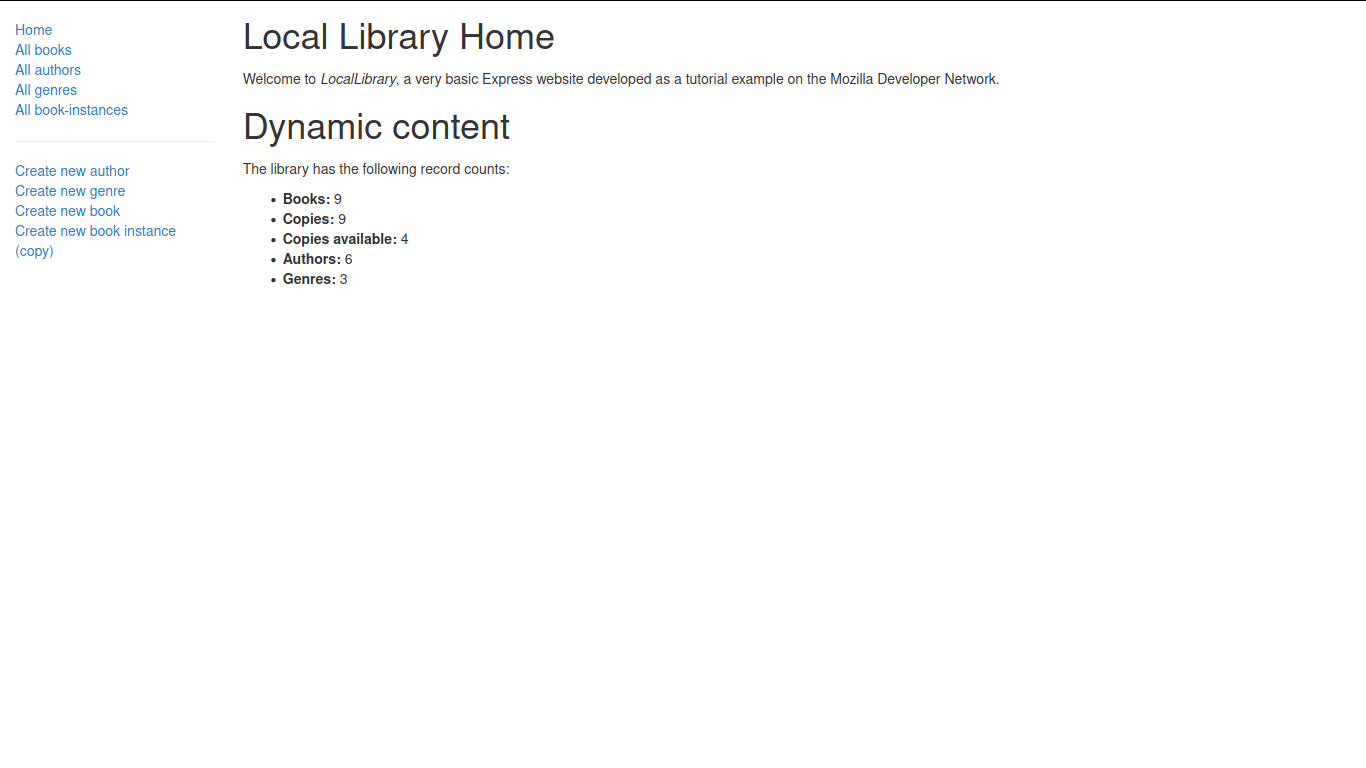 Home
All books
All authors
All genres
All book-instances
Create new author
Create new genre
Create new book
Create new book instance
(copy)
Local Library Home
Welcome to LocalLibrary, a very basic Express website developed as a tutorial example on the Mozilla Developer Network.
Dynamic content
The library has the following record counts:
Books: 9
Copies: 9
Copies available: 4
Authors: 6
Genres: 3